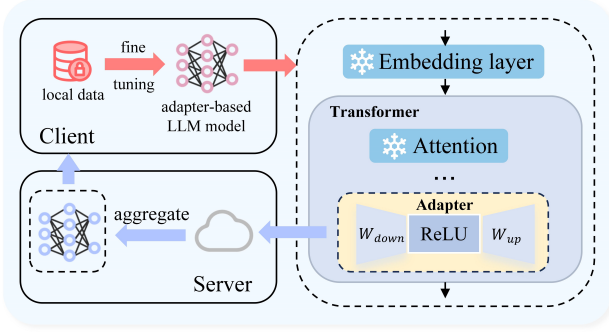 fine
tuning
local data
adapter-based
LLM model
Client
aggregate
Server
Embedding layer
Transformer
Attention
...
Adapter
W_down
ReLU
W_up